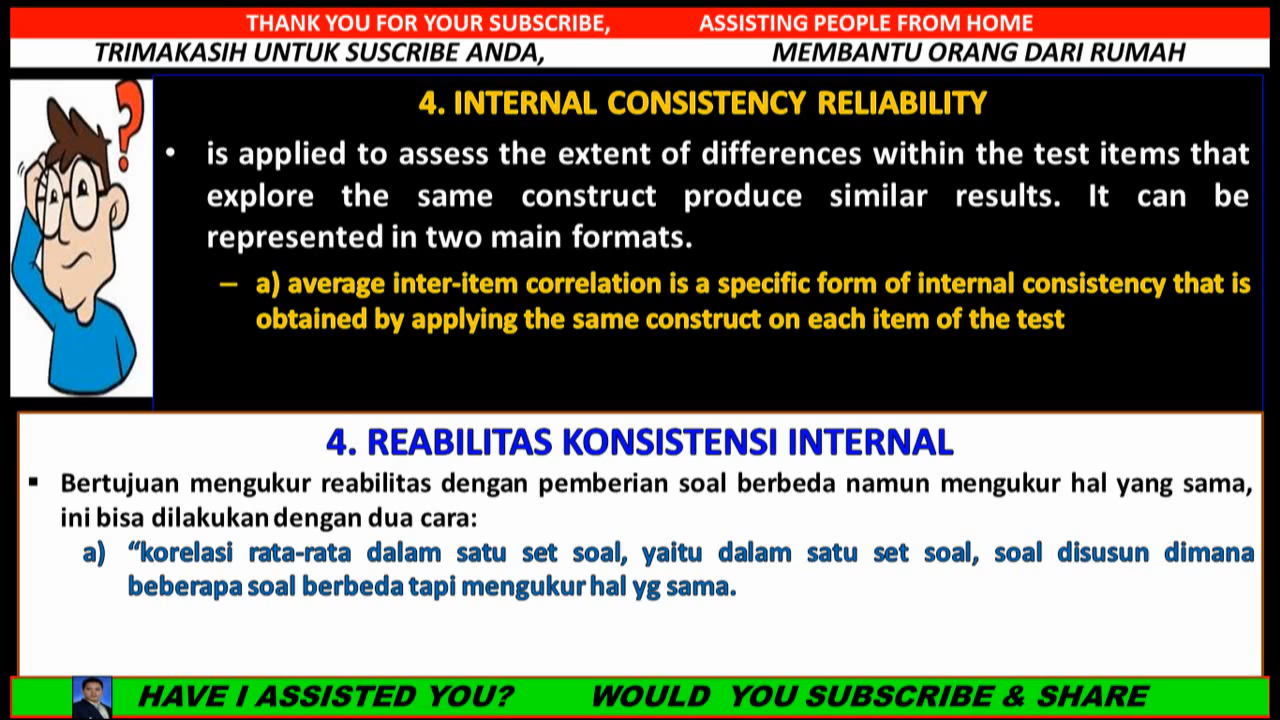 THANK YOU FOR YOUR SUBSCRIBE, ASSISTING PEOPLE FROM HOME
TRIMAKASIH UNTUK SUSCRIBE ANDA, MEMBANTU ORANG DARI RUMAH
4. INTERNAL CONSISTENCY RELIABILITY
• is applied to assess the extent of differences within the test items that
explore the same construct produce similar results. It can be
represented in two main formats.
– a) average inter-item correlation is a specific form of internal consistency that is
obtained by applying the same construct on each item of the test
4. REABILITAS KONSISTENSI INTERNAL
▪ Bertujuan mengukur reabilitas dengan pemberian soal berbeda namun mengukur hal yang sama,
ini bisa dilakukan dengan dua cara:
a) “korelasi rata-rata dalam satu set soal, yaitu dalam satu set soal, soal disusun dimana
beberapa soal berbeda tapi mengukur hal yg sama.
HAVE I ASSISTED YOU? WOULD YOU SUBSCRIBE & SHARE